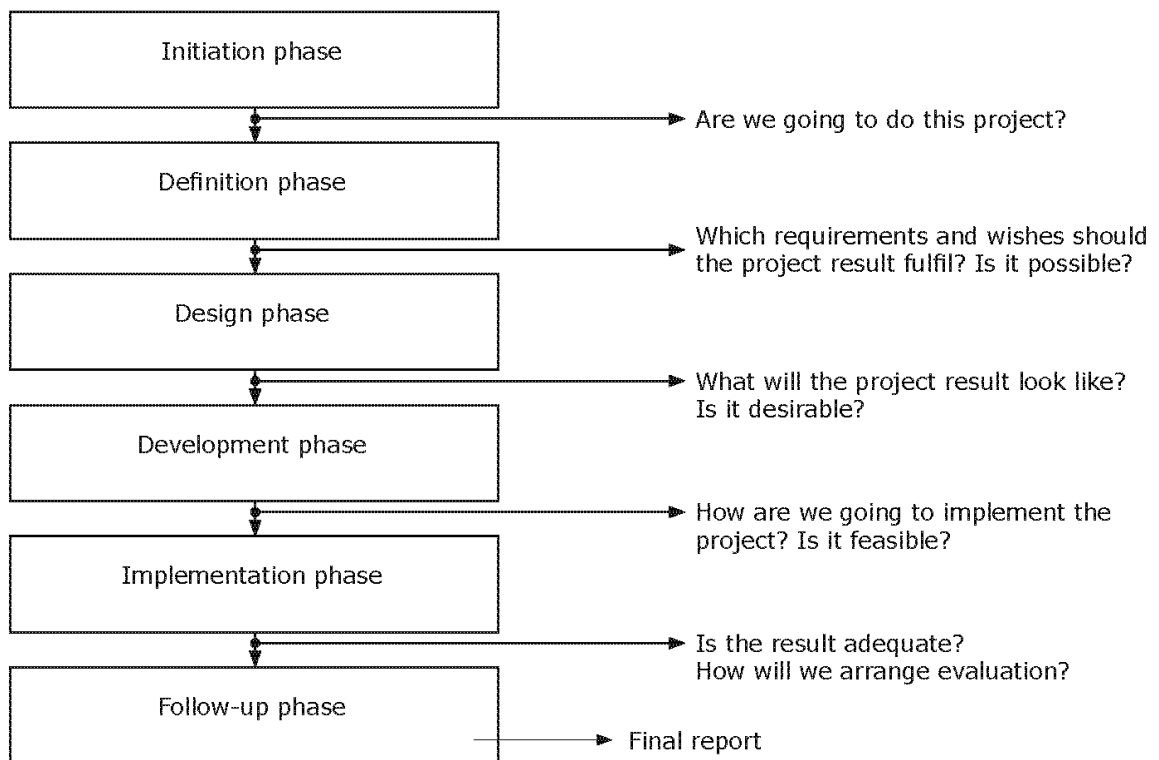 Initiation phase
Are we going to do this project?
Definition phase
Which requirements and wishes should
the project result fulfil? Is it possible?
Design phase
What will the project result look like?
Is it desirable?
Development phase
How are we going to implement the
project? Is it feasible?
Implementation phase
Is the result adequate?
How will we arrange evaluation?
Follow-up phase
Final report